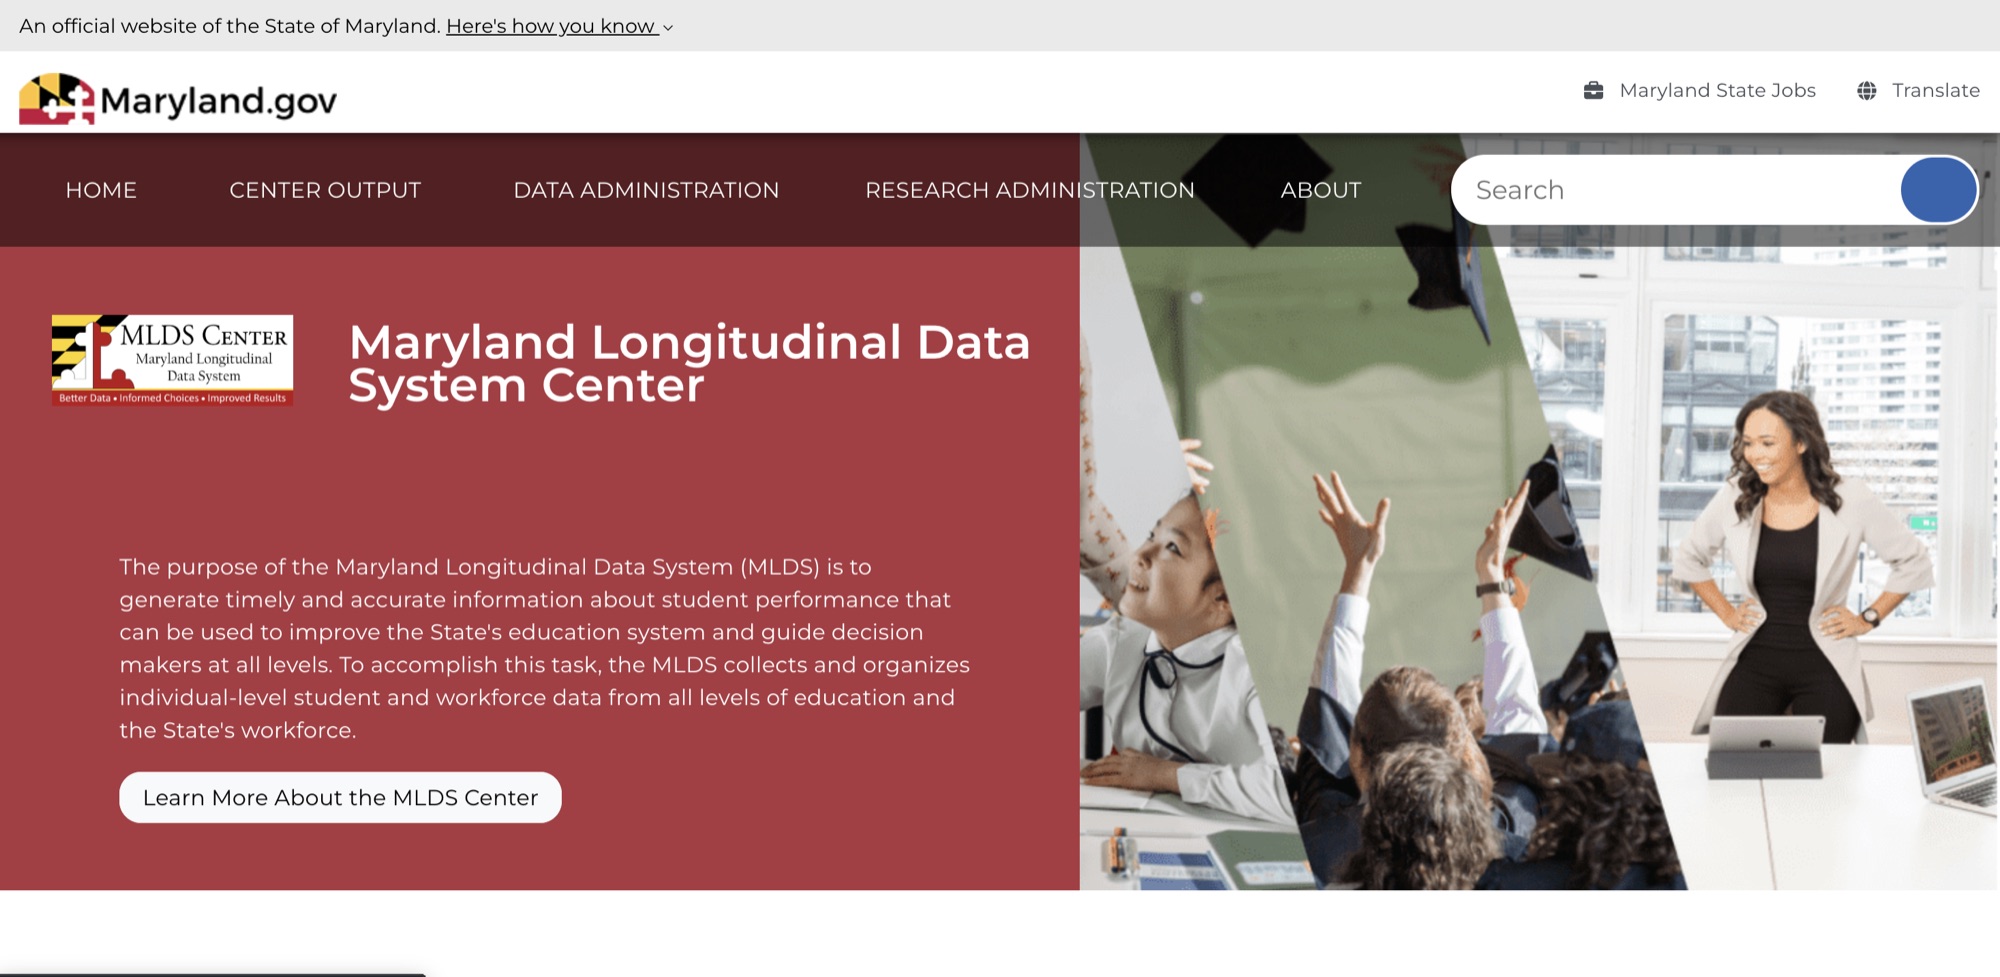 An official website of the State of Maryland. Here's how you know
Maryland.gov
Maryland State Jobs
Translate
HOME
CENTER OUTPUT
DATA ADMINISTRATION
RESEARCH ADMINISTRATION
ABOUT
Search
MLDS CENTER
Maryland Longitudinal
Data System
Better Data • Informed Choices • Improved Results
Maryland Longitudinal Data
System Center
The purpose of the Maryland Longitudinal Data System (MLDS) is to
generate timely and accurate information about student performance that
can be used to improve the State's education system and guide decision
makers at all levels. To accomplish this task, the MLDS collects and organizes
individual-level student and workforce data from all levels of education and
the State's workforce.
Learn More About the MLDS Center